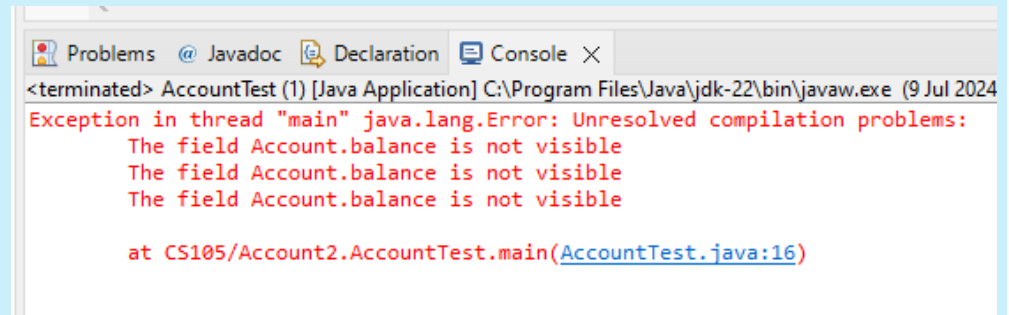 Problems @ Javadoc Declaration Console
<terminated> AccountTest (1) [Java Application] C:\Program Files\Java\jdk-22\bin\javaw.exe (9 Jul 2024
Exception in thread "main" java.lang.Error: Unresolved compilation problems:
The field Account.balance is not visible
The field Account.balance is not visible
The field Account.balance is not visible
at CS105/Account2.AccountTest.main(AccountTest.java:16)